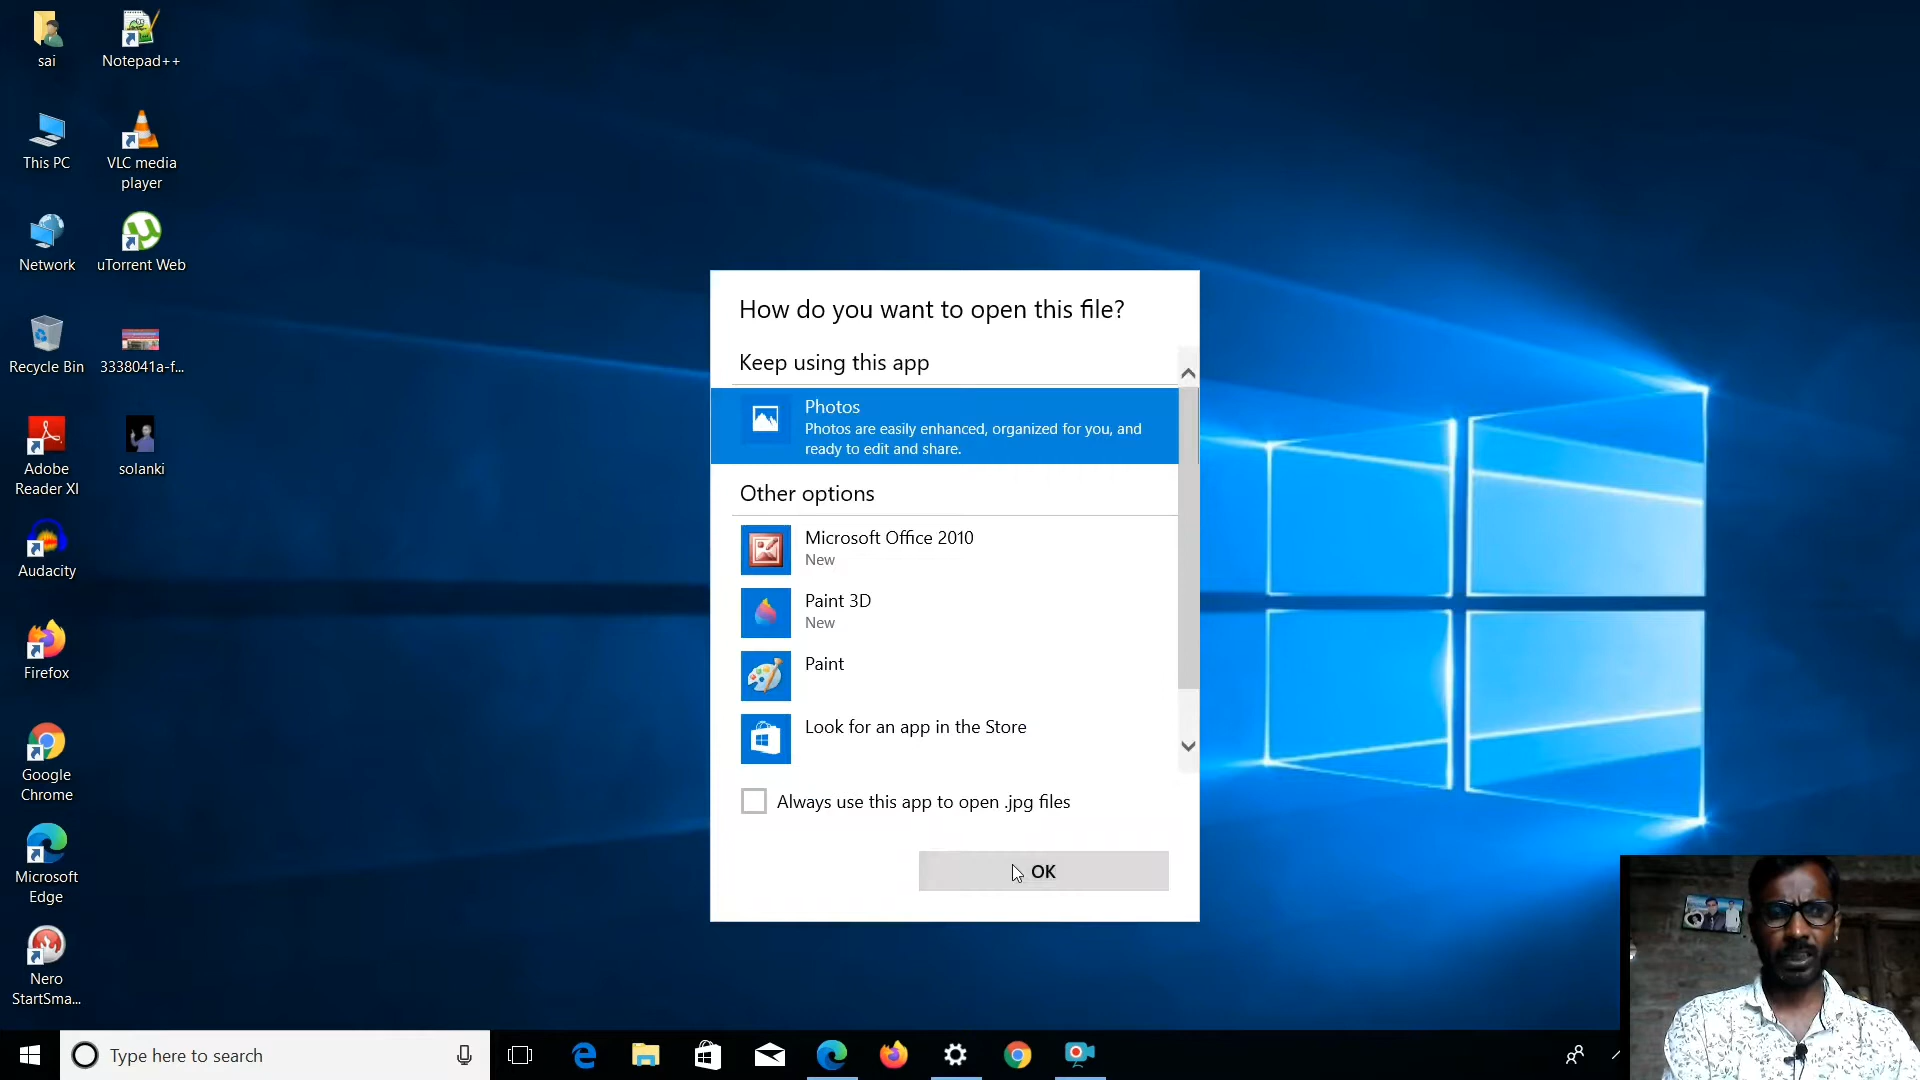 sai
Notepad++
This PC
VLC media
player
Network
uTorrent Web
Recycle Bin
3338041a-f...
Adobe
Reader XI
solanki
Audacity
Firefox
Google
Chrome
Microsoft
Edge
Nero
StartSma...
How do you want to open this file?
Keep using this app
Photos
Photos are easily enhanced, organized for you, and
ready to edit and share.
Other options
Microsoft Office 2010
New
Paint 3D
New
Paint
Look for an app in the Store
Always use this app to open .jpg files
OK
Type here to search